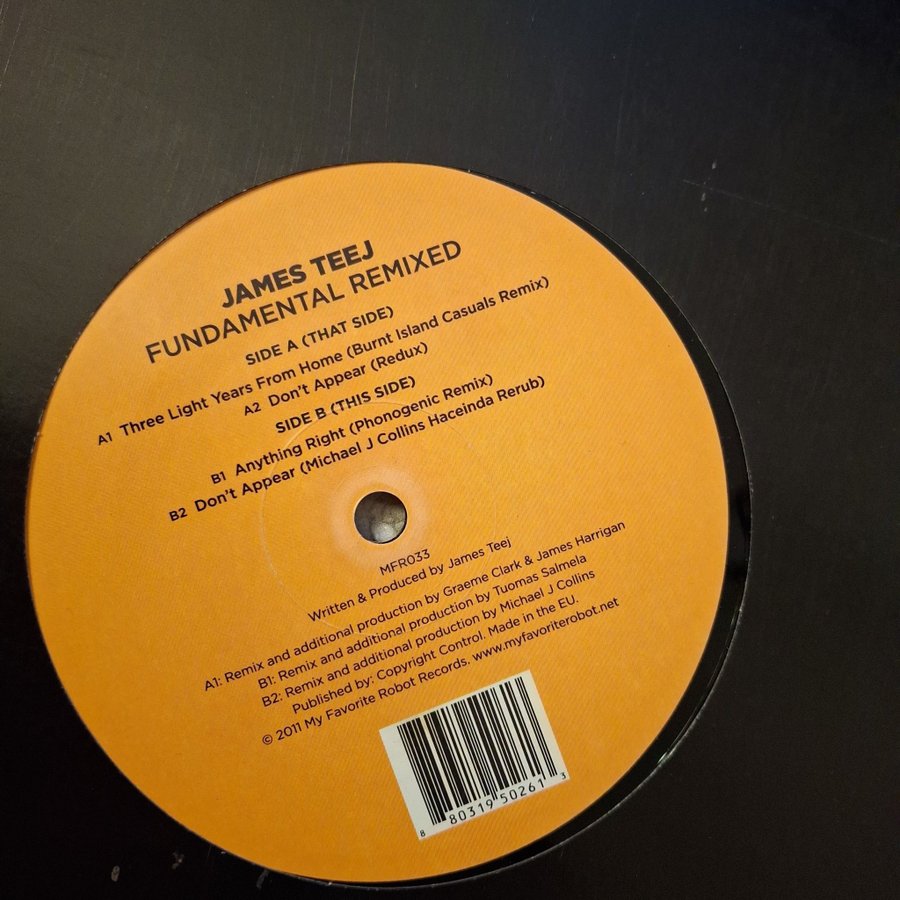 JAMES TEEJ
FUNDAMENTAL REMIXED
SIDE A (THAT SIDE)
A1 Three Light Years From Home (Burnt Island Casuals Remix)
A2 Don't Appear (Redux)
SIDE B (THIS SIDE)
B1 Anything Right (Phonogenic Remix)
B2 Don't Appear (Michael J Collins Haceinda Rerub)
MFR033
Written & Produced by James Teej
A1: Remix and additional production by Graeme Clark & James Harrigan
B1: Remix and additional production by Tuomas Salmela
B2: Remix and additional production by Michael J Collins
Published by: Copyright Control. Made in the EU.
© 2011 My Favorite Robot Records. www.myfavoriterobot.net
8 80319 50261 3